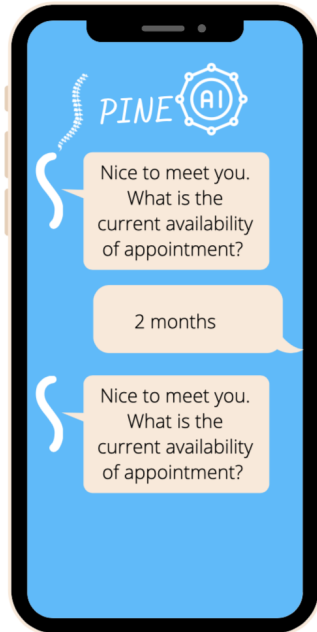 PINE AI
Nice to meet you.
What is the
current availability
of appointment?
2 months
Nice to meet you.
What is the
current availability
of appointment?